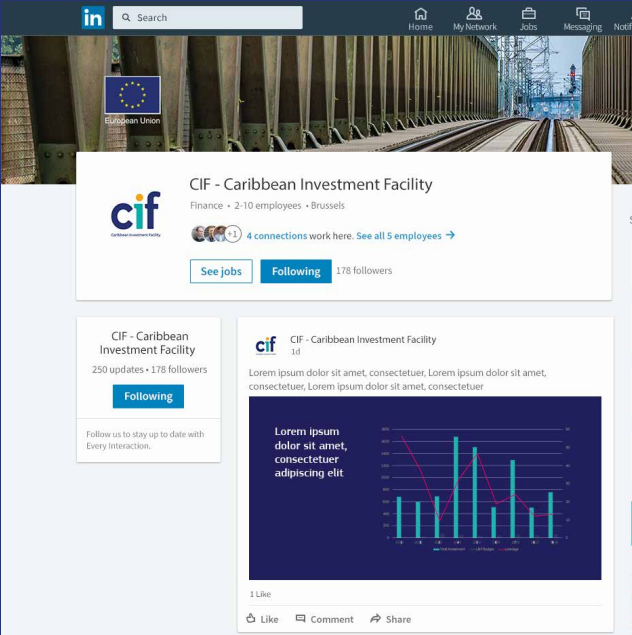 in
Search
Home
My Network
Jobs
Messaging
European Union
cif
Caribbean Investment Facility
CIF - Caribbean Investment Facility
Finance • 2-10 employees • Brussels
+1
4 connections work here. See all 5 employees →
See jobs
Following
178 followers
CIF - Caribbean
Investment Facility
250 updates • 178 followers
Following
Follow us to stay up to date with
Every Interaction.
cif
CIF - Caribbean Investment Facility
1d
Lorem ipsum dolor sit amet, consectetuer, Lorem ipsum dolor sit amet,
consectetuer, Lorem ipsum dolor sit amet, consectetuer
Lorem ipsum
dolor sit amet,
consectetuer
adipiscing elit
1 Like
Like
Comment
Share